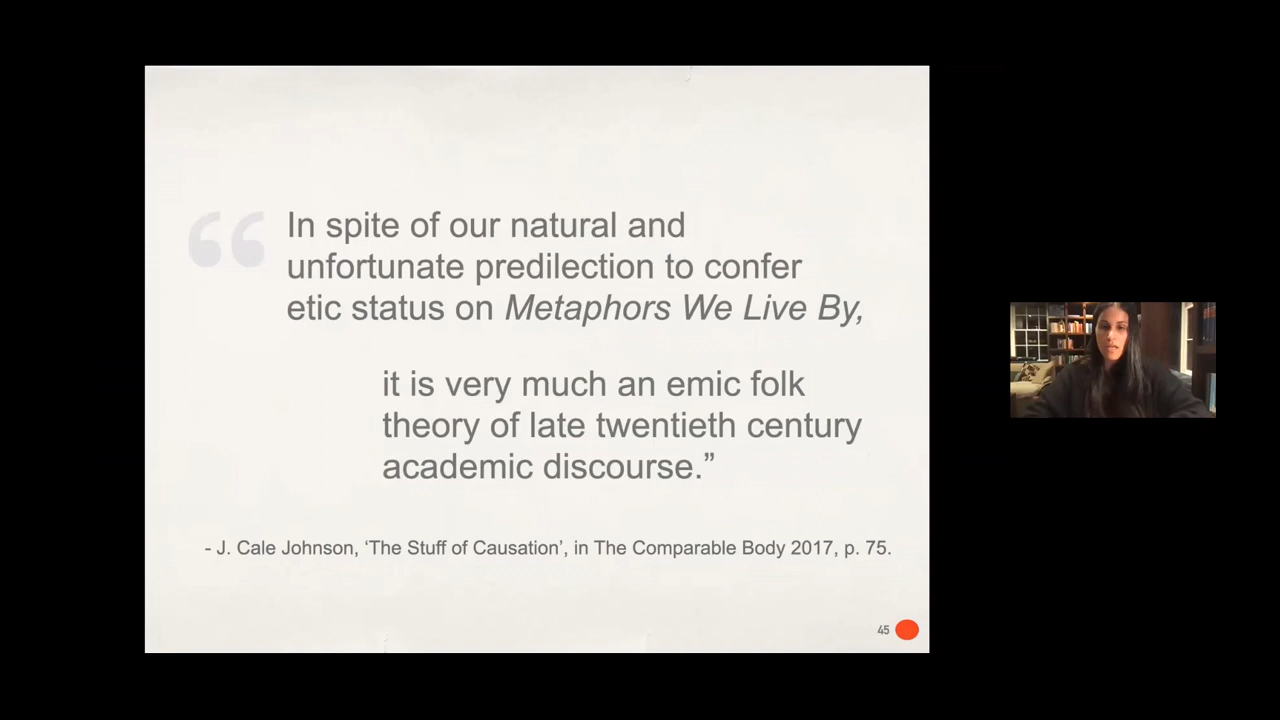 “
In spite of our natural and
unfortunate predilection to confer
etic status on Metaphors We Live By,
it is very much an emic folk
theory of late twentieth century
academic discourse.”
- J. Cale Johnson, ‘The Stuff of Causation’, in The Comparable Body 2017, p. 75.
45